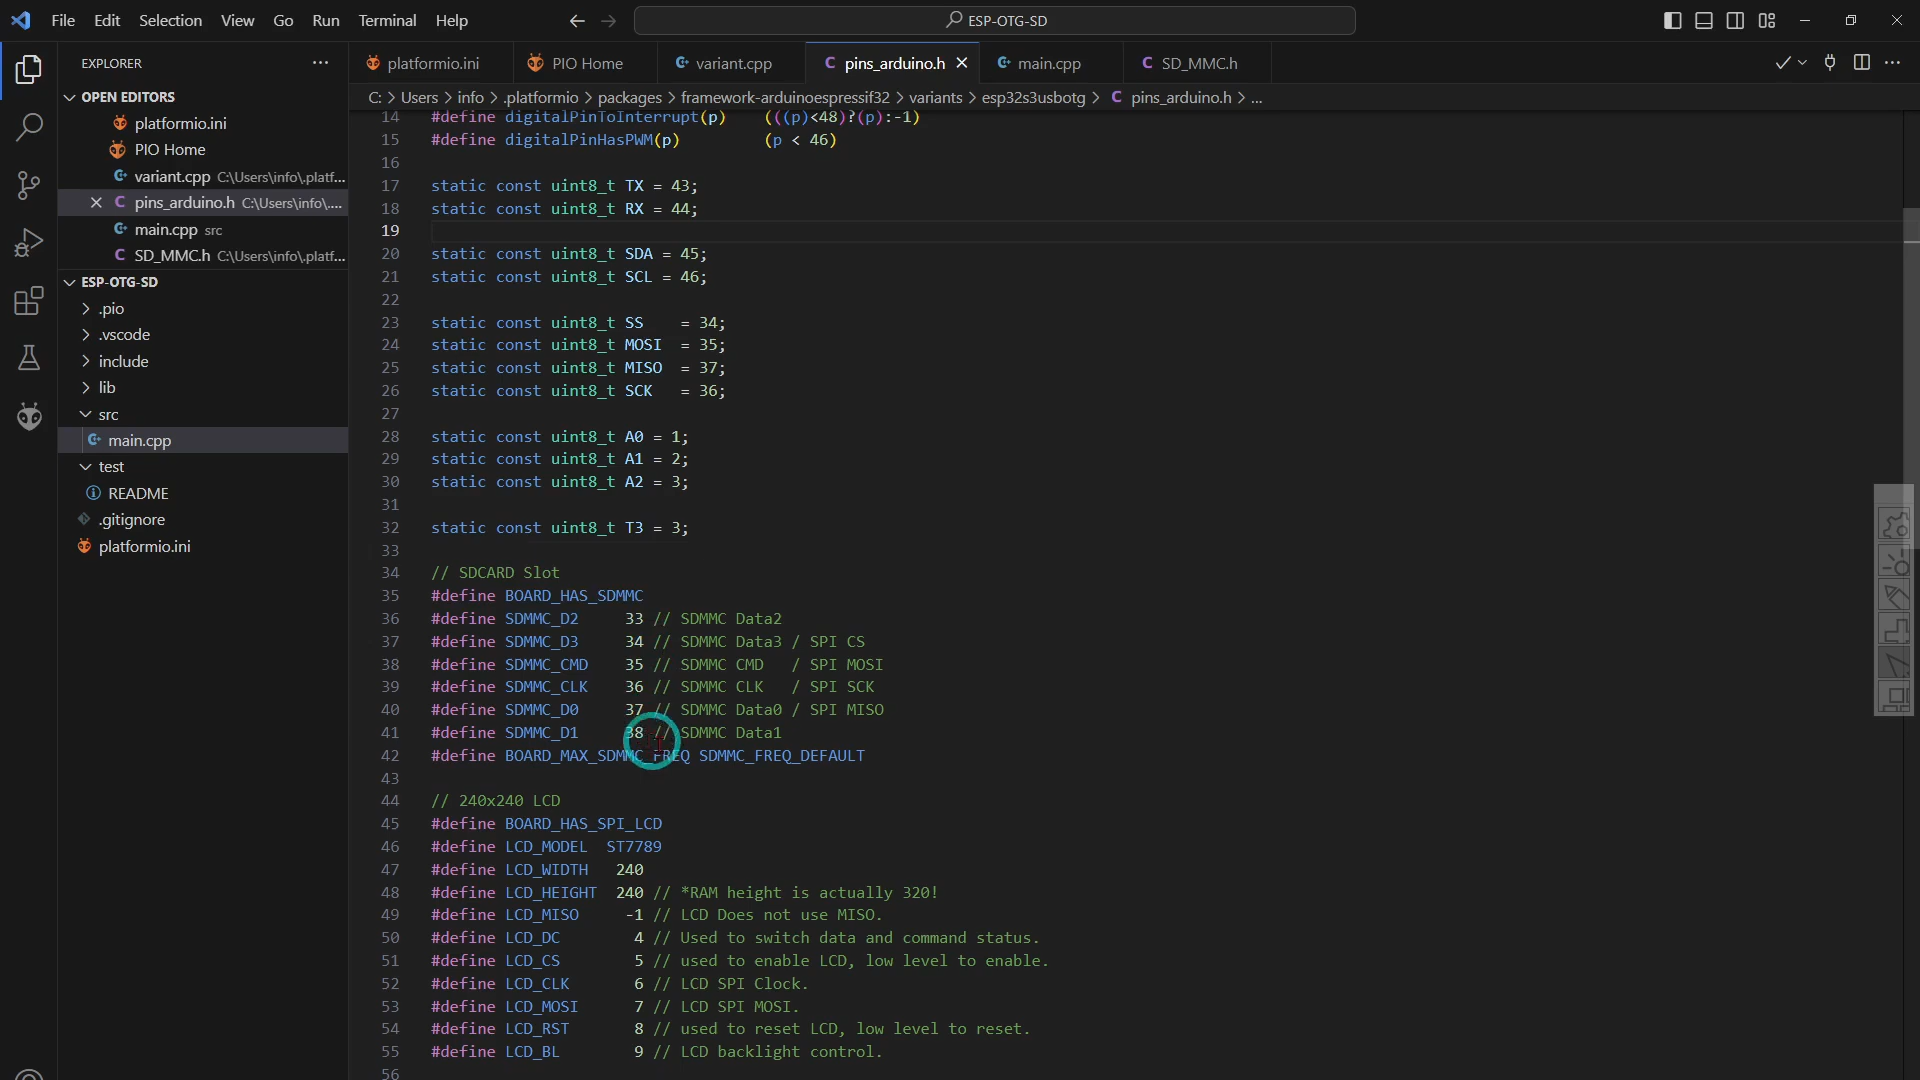 File Edit Selection View Go Run Terminal Help
ESP-OTG-SD
EXPLORER
OPEN EDITORS
platformio.ini
PIO Home
variant.cpp C:\Users\info\.platf...
pins_arduino.h C:\Users\info\....
main.cpp src
SD_MMC.h C:\Users\info\.platf...
ESP-OTG-SD
.pio
.vscode
include
lib
src
main.cpp
test
README
.gitignore
platformio.ini
platformio.ini PIO Home variant.cpp pins_arduino.h main.cpp SD_MMC.h
C: > Users > info > .platformio > packages > framework-arduinoespressif32 > variants > esp32s3usbotg > C pins_arduino.h > ...
14 #define digitalPinToInterrupt(p) (((p)<48)?(p):-1)
15 #define digitalPinHasPWM(p) (p < 46)
16
17 static const uint8_t TX = 43;
18 static const uint8_t RX = 44;
19
20 static const uint8_t SDA = 45;
21 static const uint8_t SCL = 46;
22
23 static const uint8_t SS = 34;
24 static const uint8_t MOSI = 35;
25 static const uint8_t MISO = 37;
26 static const uint8_t SCK = 36;
27
28 static const uint8_t A0 = 1;
29 static const uint8_t A1 = 2;
30 static const uint8_t A2 = 3;
31
32 static const uint8_t T3 = 3;
33
34 // SDCARD Slot
35 #define BOARD_HAS_SDMMC
36 #define SDMMC_D2 33 // SDMMC Data2
37 #define SDMMC_D3 34 // SDMMC Data3 / SPI CS
38 #define SDMMC_CMD 35 // SDMMC CMD / SPI MOSI
39 #define SDMMC_CLK 36 // SDMMC CLK / SPI SCK
40 #define SDMMC_D0 37 // SDMMC Data0 / SPI MISO
41 #define SDMMC_D1 38 // SDMMC Data1
42 #define BOARD_MAX_SDMMC_FREQ SDMMC_FREQ_DEFAULT
43
44 // 240x240 LCD
45 #define BOARD_HAS_SPI_LCD
46 #define LCD_MODEL ST7789
47 #define LCD_WIDTH 240
48 #define LCD_HEIGHT 240 // *RAM height is actually 320!
49 #define LCD_MISO -1 // LCD Does not use MISO.
50 #define LCD_DC 4 // Used to switch data and command status.
51 #define LCD_CS 5 // used to enable LCD, low level to enable.
52 #define LCD_CLK 6 // LCD SPI Clock.
53 #define LCD_MOSI 7 // LCD SPI MOSI.
54 #define LCD_RST 8 // used to reset LCD, low level to reset.
55 #define LCD_BL 9 // LCD backlight control.
56